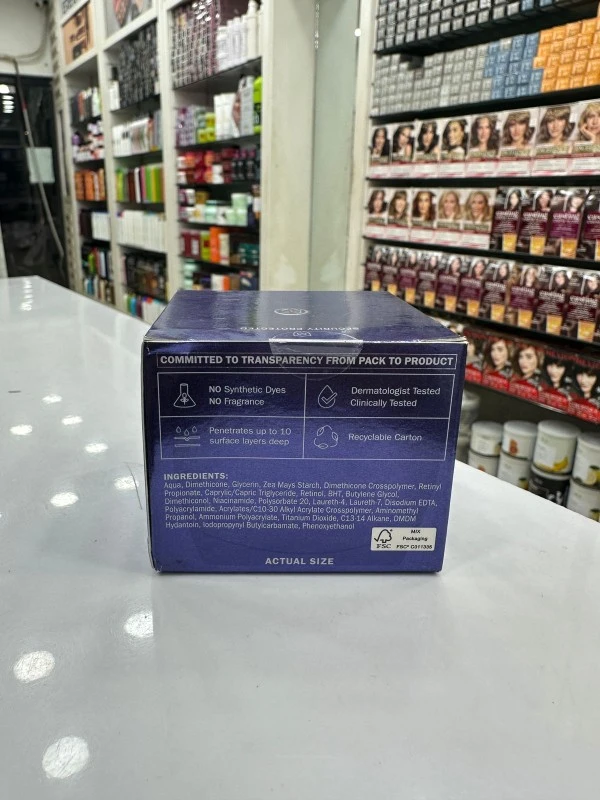 SECURITY PROTECTED
COMMITTED TO TRANSPARENCY FROM PACK TO PRODUCT
NO Synthetic Dyes
NO Fragrance
Dermatologist Tested
Clinically Tested
Penetrates up to 10
surface layers deep
Recyclable Carton
INGREDIENTS:
Aqua, Dimethicone, Glycerin, Zea Mays Starch, Dimethicone Crosspolymer, Retinyl
Propionate, Caprylic/Capric Triglyceride, Retinol, BHT, Butylene Glycol,
Dimethiconol, Niacinamide, Polysorbate 20, Laureth-4, Laureth-7, Disodium EDTA,
Polyacrylamide, Acrylates/C10-30 Alkyl Acrylate Crosspolymer, Aminomethyl
Propanol, Ammonium Polyacrylate, Titanium Dioxide, C13-14 Alkane, DMDM
Hydantoin, Iodopropynyl Butylcarbamate, Phenoxyethanol
FSC
MIX
Packaging
FSC® C311336
ACTUAL SIZE